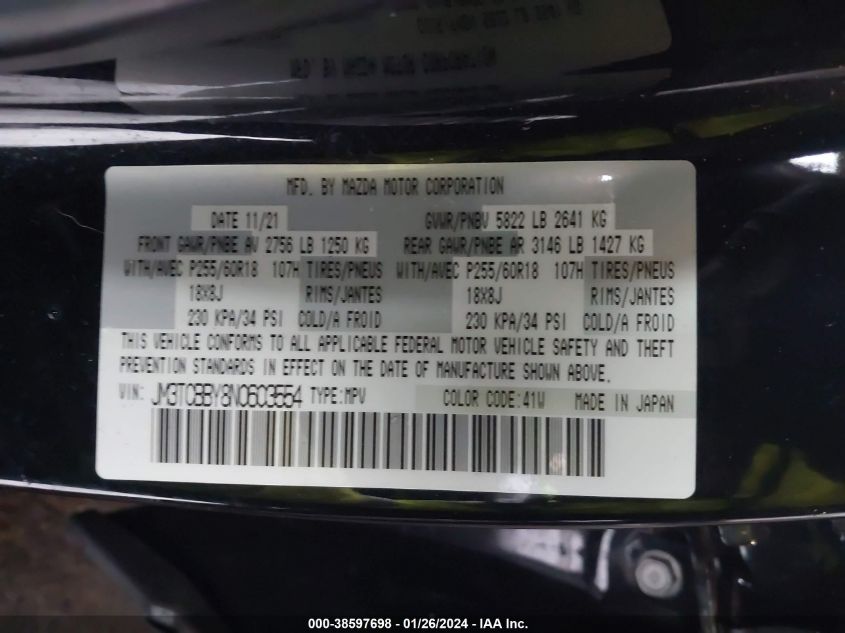 MFD. BY MAZDA MOTOR CORPORATION
DATE 11/21 GVWR/PNBV 5822 LB 2641 KG
FRONT GAWR/PNBE AV 2756 LB 1250 KG REAR GAWR/PNBE AR 3146 LB 1427 KG
WITH/AVEC P255/60R18 107H TIRES/PNEUS WITH/AVEC P255/60R18 107H TIRES/PNEUS
18X8J RIMS/JANTES 18X8J RIMS/JANTES
230 KPA/34 PSI COLD/A FROID 230 KPA/34 PSI COLD/A FROID
THIS VEHICLE CONFORMS TO ALL APPLICABLE FEDERAL MOTOR VEHICLE SAFETY AND THEFT
PREVENTION STANDARDS IN EFFECT ON THE DATE OF MANUFACTURE SHOWN ABOVE.
VIN: JM3TCBBY8N0603554 TYPE:MPV COLOR CODE:41W MADE IN JAPAN
000-38597698 - 01/26/2024 - IAA Inc.